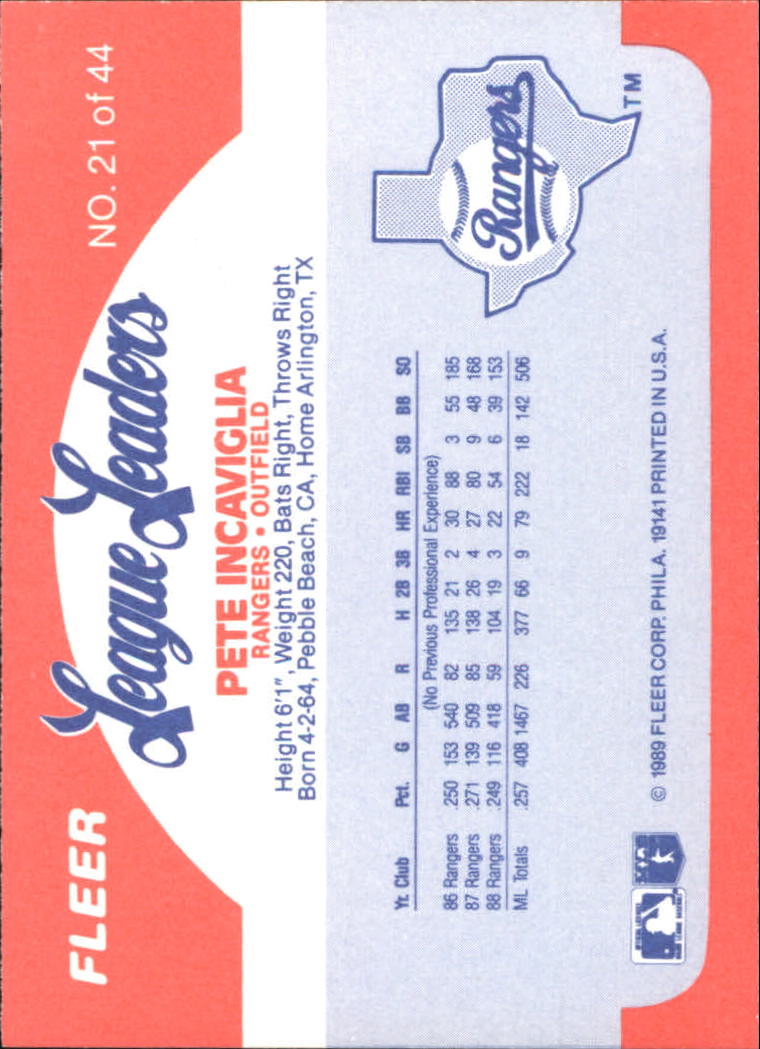 FLEER
League Leaders
NO. 21 of 44
PETE INCAVIGLIA
RANGERS • OUTFIELD
Height 6'1", Weight 220, Bats Right, Throws Right
Born 4-2-64, Pebble Beach, CA, Home Arlington, TX
Yr. Club Pct. G AB R H 2B 3B HR RBI SB BB SO
(No Previous Professional Experience)
86 Rangers .250 153 540 82 135 21 2 30 88 3 55 185
87 Rangers .271 139 509 85 138 26 4 27 80 9 48 168
88 Rangers .249 116 418 59 104 19 3 22 54 6 39 153
ML Totals .257 408 1467 226 377 66 9 79 222 18 142 506
Rangers
TM
© 1989 FLEER CORP. PHILA. 19141 PRINTED IN U.S.A.